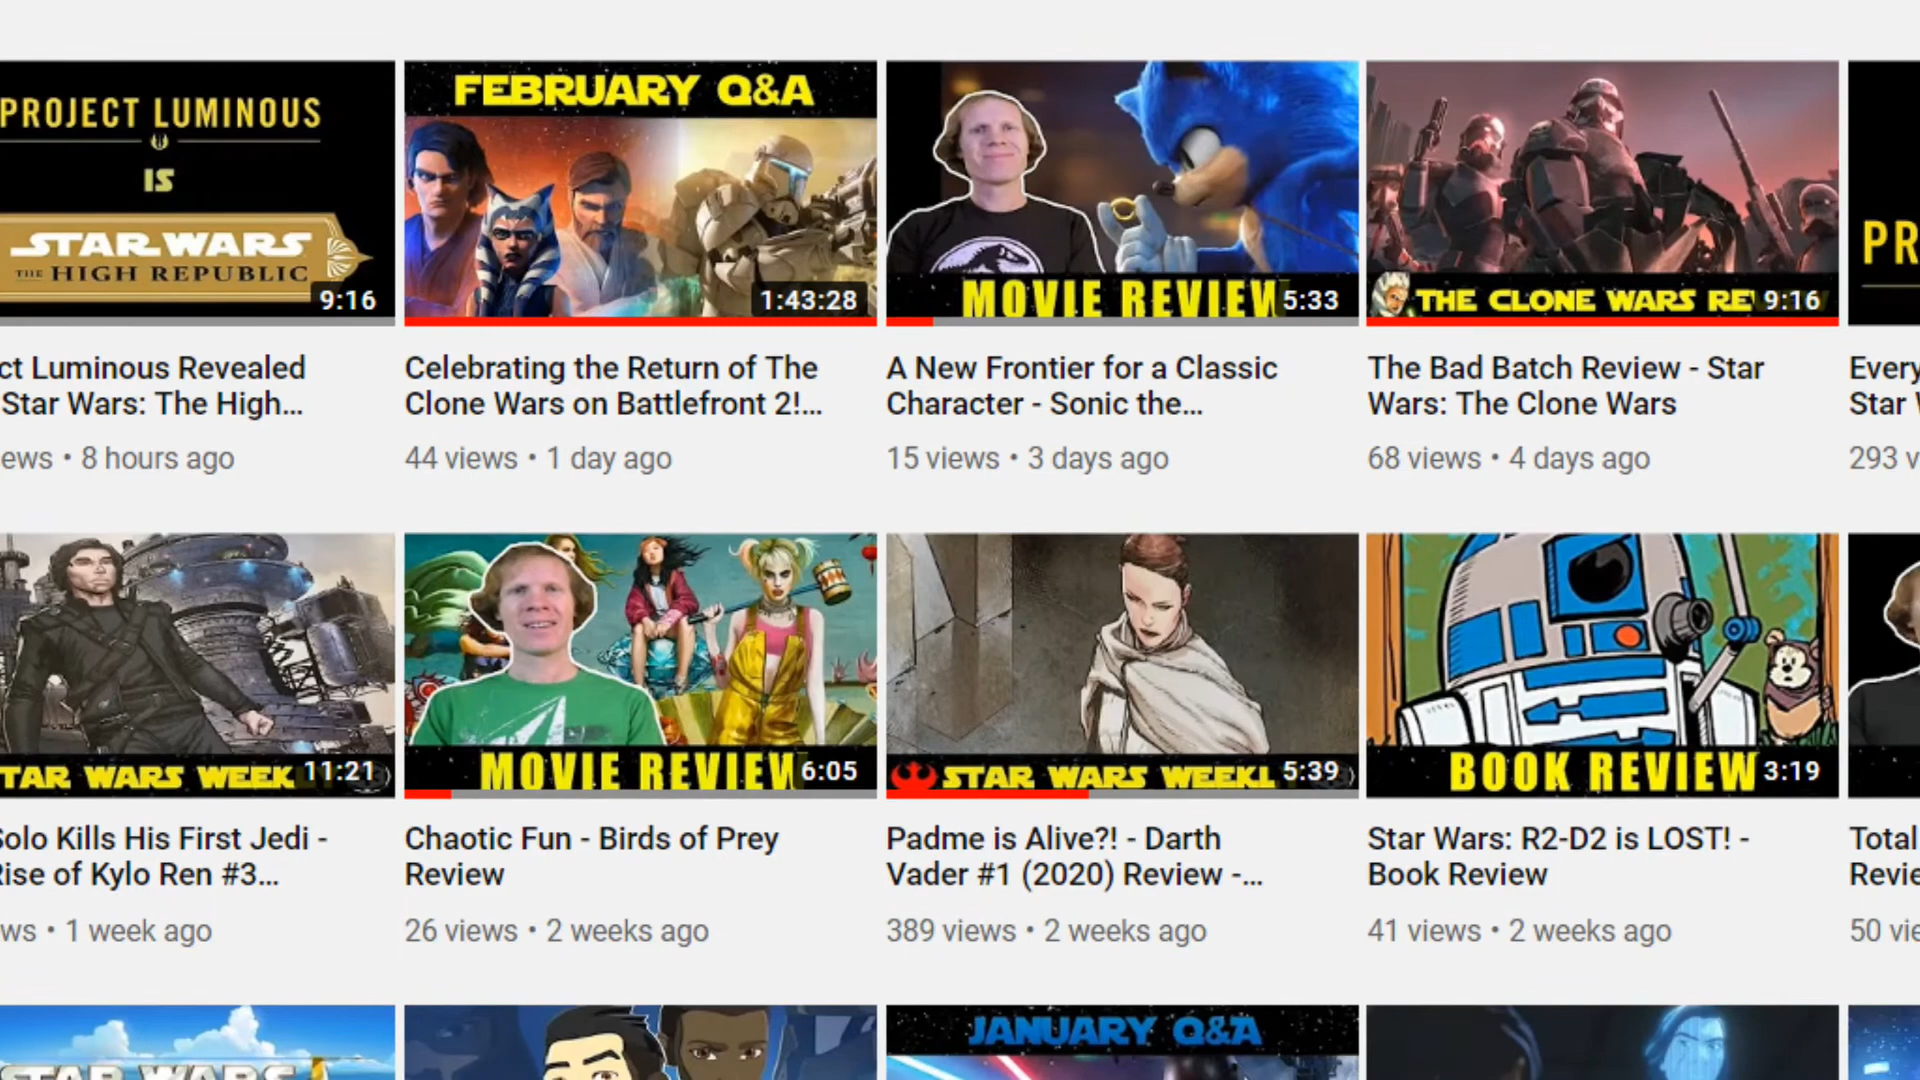 PROJECT LUMINOUS
IS
STAR WARS
THE HIGH REPUBLIC
9:16
FEBRUARY Q&A
1:43:28
MOVIE REVIEW
5:33
THE CLONE WARS RE
9:16
PR
ct Luminous Revealed
Star Wars: The High...
ews • 8 hours ago
Celebrating the Return of The
Clone Wars on Battlefront 2!...
44 views • 1 day ago
A New Frontier for a Classic
Character - Sonic the...
15 views • 3 days ago
The Bad Batch Review - Star
Wars: The Clone Wars
68 views • 4 days ago
Every
Star W
293 v
TAR WARS WEEK
11:21
MOVIE REVIEW
6:05
STAR WARS WEEKL
5:39
BOOK REVIEW
3:19
Solo Kills His First Jedi -
Rise of Kylo Ren #3...
ws • 1 week ago
Chaotic Fun - Birds of Prey
Review
26 views • 2 weeks ago
Padme is Alive?! - Darth
Vader #1 (2020) Review -...
389 views • 2 weeks ago
Star Wars: R2-D2 is LOST! -
Book Review
41 views • 2 weeks ago
Total
Revie
50 vie
STAR WARS
JANUARY Q&A